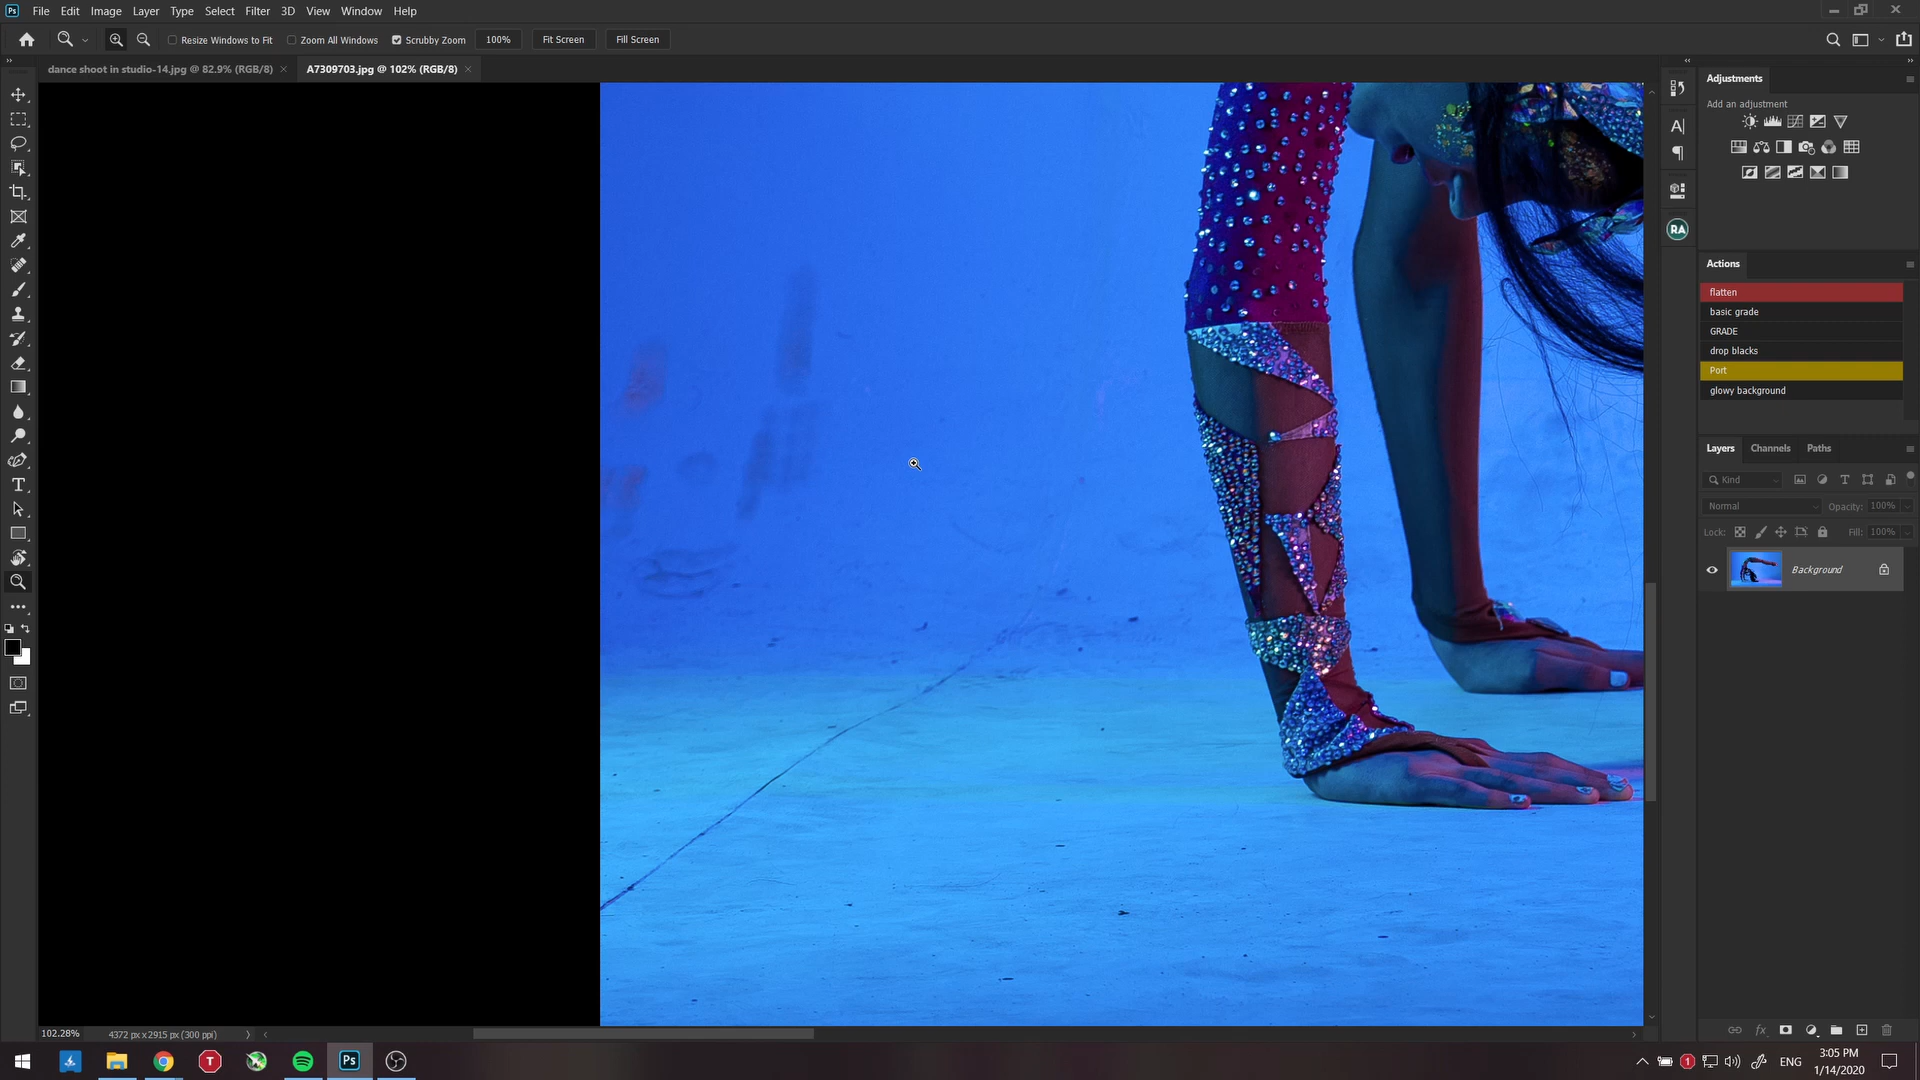 Ps File Edit Image Layer Type Select Filter 3D View Window Help
Resize Windows to Fit Zoom All Windows Scrubby Zoom 100% Fit Screen Fill Screen
dance shoot in studio-14.jpg @ 82.9% (RGB/8) A7309703.jpg @ 102% (RGB/8)
Adjustments
Add an adjustment
RA
Actions
flatten
basic grade
GRADE
drop blacks
Port
glowy background
Layers Channels Paths
Kind
Normal Opacity: 100%
Lock: Fill: 100%
Background
102.28% 4372 px x 2915 px (300 ppi)
T Ps 1 ENG 3:05 PM
1/14/2020